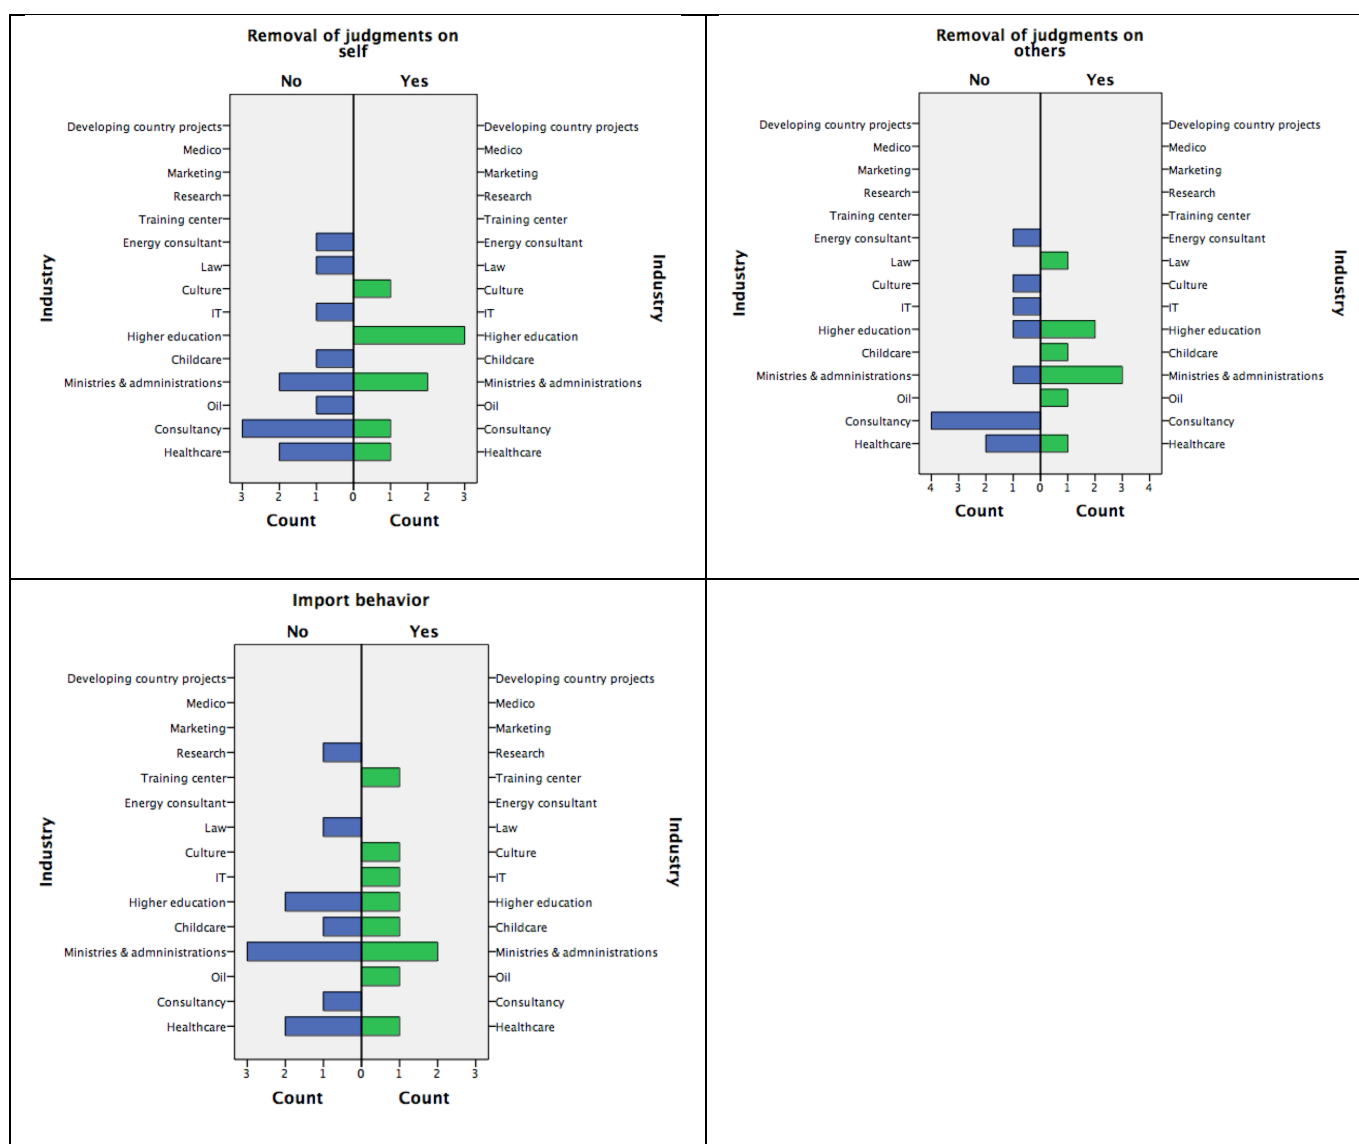 Removal of judgments on
self
No Yes
Developing country projects Developing country projects
Medico Medico
Marketing Marketing
Research Research
Training center Training center
Energy consultant Energy consultant
Law Law
Culture Culture
IT IT
Higher education Higher education
Childcare Childcare
Ministries & admninistrations Ministries & admninistrations
Oil Oil
Consultancy Consultancy
Healthcare Healthcare
Industry
Industry
3 2 1 0 1 2 3
Count Count
Removal of judgments on
others
No Yes
Developing country projects Developing country projects
Medico Medico
Marketing Marketing
Research Research
Training center Training center
Energy consultant Energy consultant
Law Law
Culture Culture
IT IT
Higher education Higher education
Childcare Childcare
Ministries & admninistrations Ministries & admninistrations
Oil Oil
Consultancy Consultancy
Healthcare Healthcare
Industry
Industry
4 3 2 1 0 1 2 3 4
Count Count
Import behavior
No Yes
Developing country projects Developing country projects
Medico Medico
Marketing Marketing
Research Research
Training center Training center
Energy consultant Energy consultant
Law Law
Culture Culture
IT IT
Higher education Higher education
Childcare Childcare
Ministries & admninistrations Ministries & admninistrations
Oil Oil
Consultancy Consultancy
Healthcare Healthcare
Industry
Industry
3 2 1 0 1 2 3
Count Count